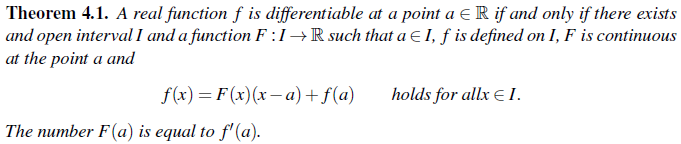 Theorem 4.1. A real function f is differentiable at a point a ∈ ℝ if and only if there exists
and open interval I and a function F : I → ℝ such that a ∈ I, f is defined on I, F is continuous
at the point a and
f(x) = F(x)(x − a) + f(a) holds for allx ∈ I.
The number F(a) is equal to f′(a).